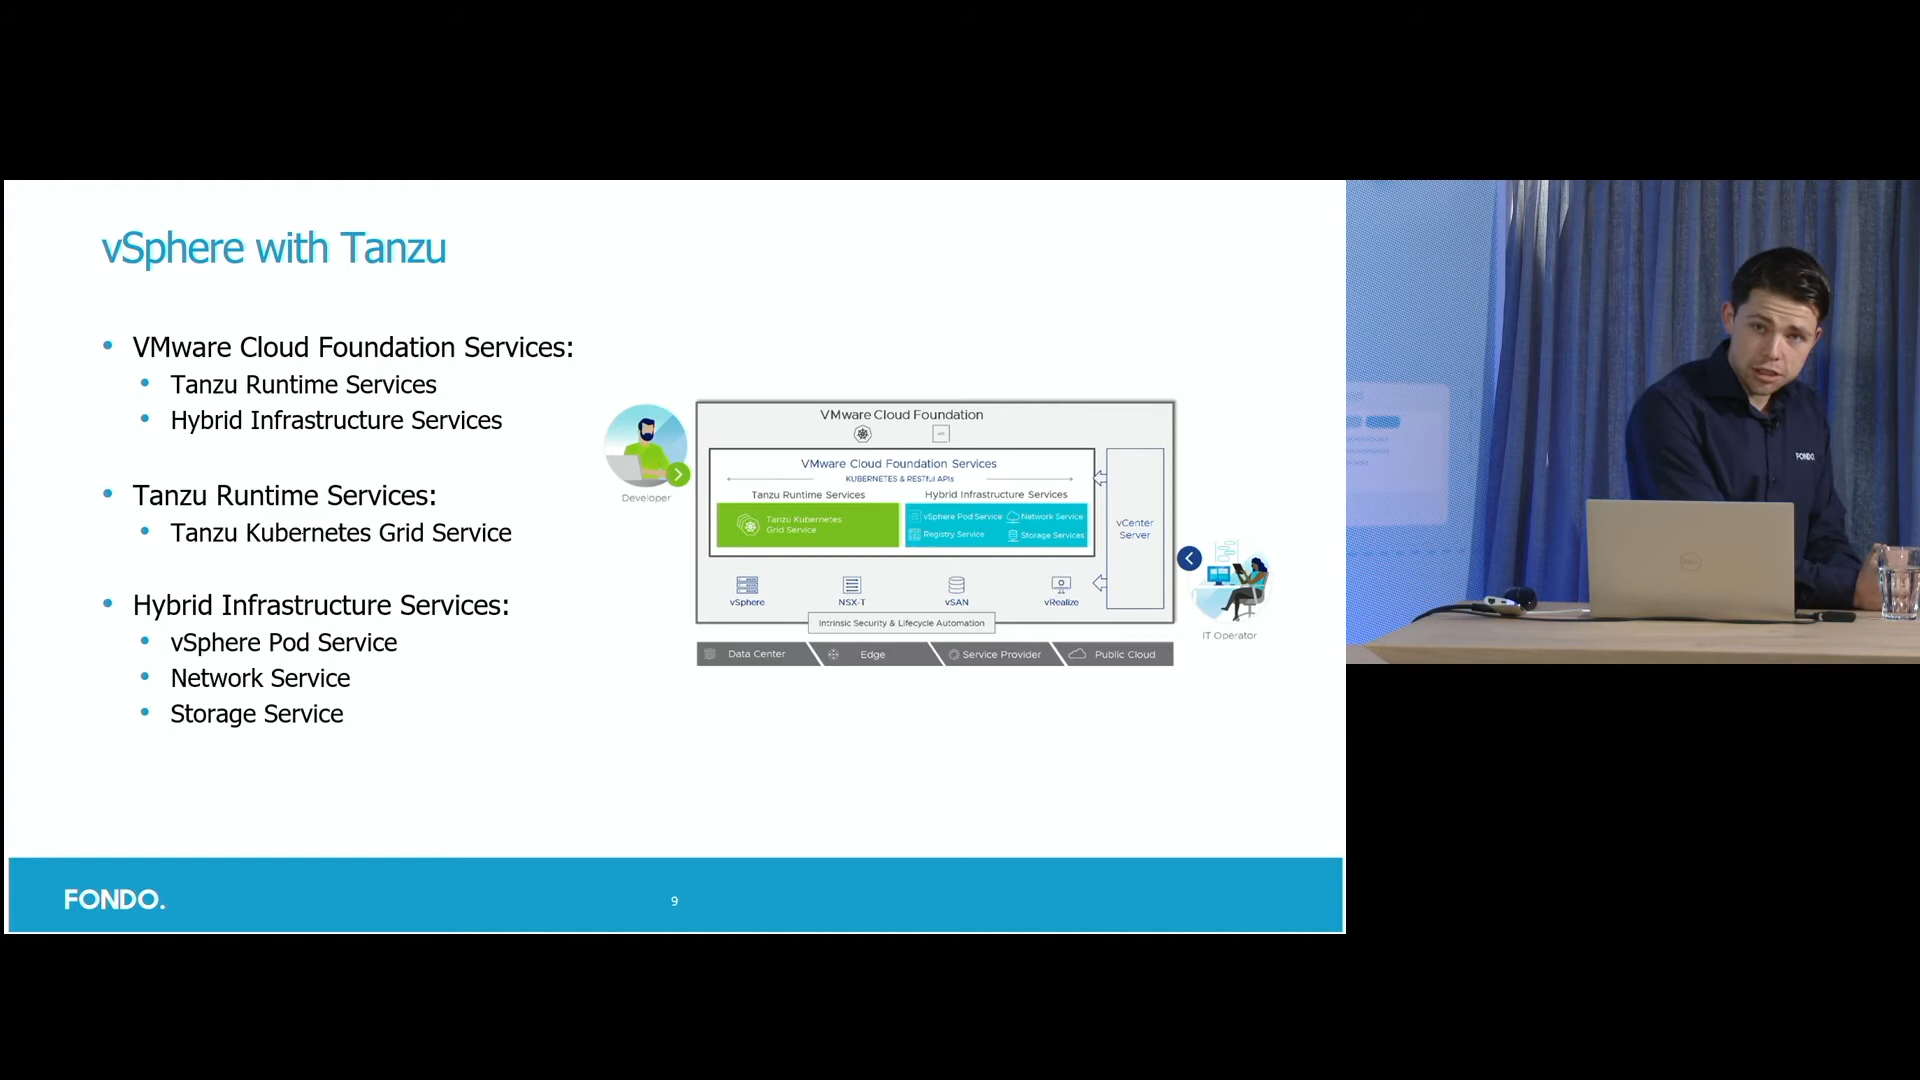 vSphere with Tanzu
VMware Cloud Foundation Services:
Tanzu Runtime Services
Hybrid Infrastructure Services
Tanzu Runtime Services:
Tanzu Kubernetes Grid Service
Hybrid Infrastructure Services:
vSphere Pod Service
Network Service
Storage Service
Developer
VMware Cloud Foundation
VMware Cloud Foundation Services
KUBERNETES & RESTful APIs
Tanzu Runtime Services
Hybrid Infrastructure Services
Tanzu Kubernetes
Grid Service
vSphere Pod Service
Network Service
Registry Service
Storage Services
vCenter
Server
vSphere
NSX-T
vSAN
vRealize
Intrinsic Security & Lifecycle Automation
Data Center
Edge
Service Provider
Public Cloud
IT Operator
FONDO.
9
FONDO.